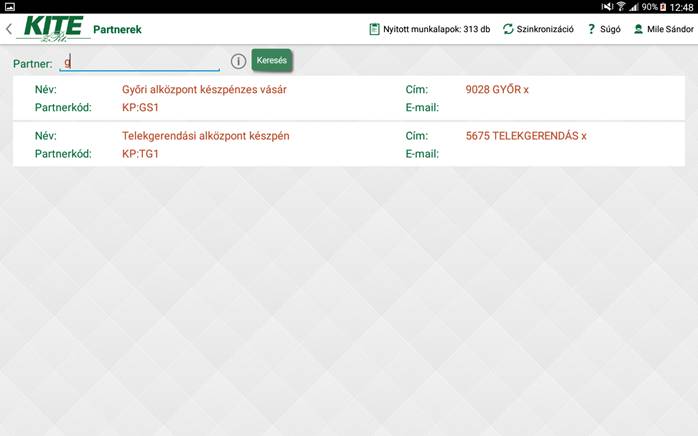 90% 12:48
KITE Zrt. Partnerek Nyitott munkalapok: 313 db Szinkronizáció ? Súgó Mile Sándor
Partner: g Keresés
Név: Győri alközpont készpénzes vásár Cím: 9028 GYŐR x
Partnerkód: KP:GS1 E-mail:
Név: Telekgerendási alközpont készpén Cím: 5675 TELEKGERENDÁS x
Partnerkód: KP:TG1 E-mail: